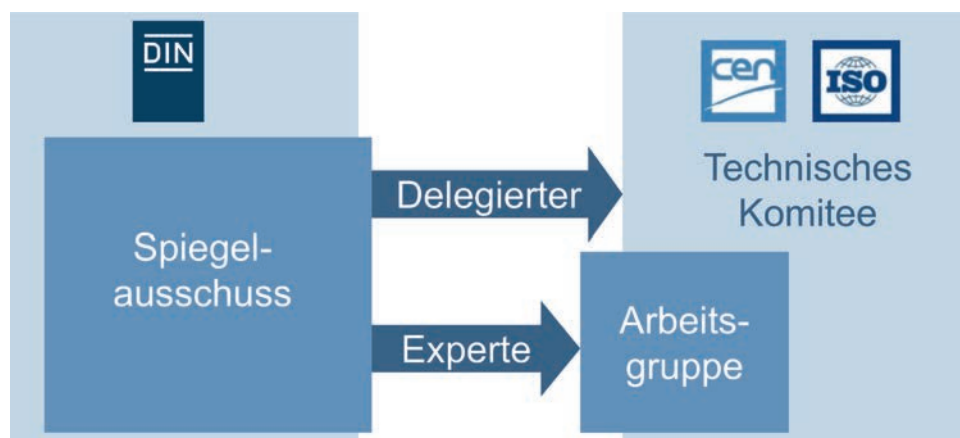 DIN
Spiegel-
ausschuss
Delegierter
Experte
cen
ISO
Technisches
Komitee
Arbeits-
gruppe